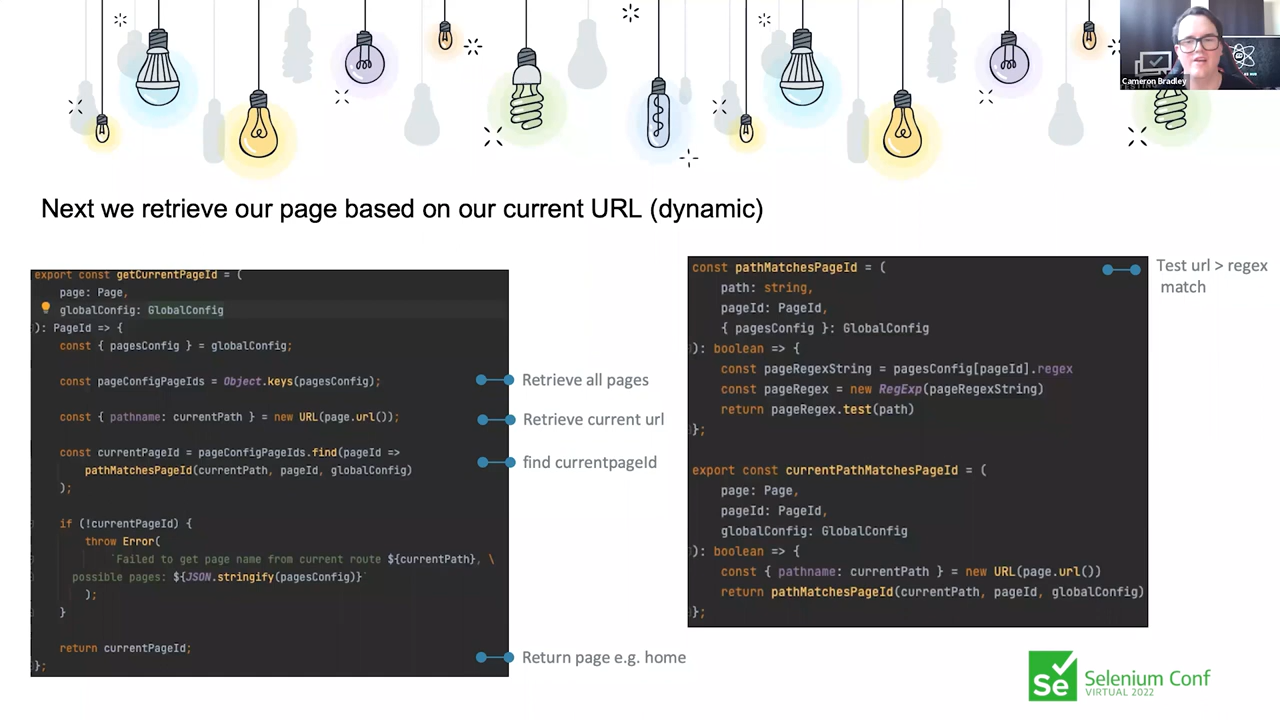 Cameron Bradley
Next we retrieve our page based on our current URL (dynamic)
export const getCurrentPageId = (
page: Page,
globalConfig: GlobalConfig
): PageId => {
const { pagesConfig } = globalConfig;
const pageConfigPageIds = Object.keys(pagesConfig);
const { pathname: currentPath } = new URL(page.url());
const currentPageId = pageConfigPageIds.find(pageId =>
pathMatchesPageId(currentPath, pageId, globalConfig)
);
if (!currentPageId) {
throw Error(
`Failed to get page name from current route ${currentPath}, \
possible pages: ${JSON.stringify(pagesConfig)}`
);
}
return currentPageId;
};
Retrieve all pages
Retrieve current url
find currentpageId
Return page e.g. home
const pathMatchesPageId = (
path: string,
pageId: PageId,
{ pagesConfig }: GlobalConfig
): boolean => {
const pageRegexString = pagesConfig[pageId].regex
const pageRegex = new RegExp(pageRegexString)
return pageRegex.test(path)
};
export const currentPathMatchesPageId = (
page: Page,
pageId: PageId,
globalConfig: GlobalConfig
): boolean => {
const { pathname: currentPath } = new URL(page.url())
return pathMatchesPageId(currentPath, pageId, globalConfig)
};
Test url > regex
match
Se
Selenium Conf
VIRTUAL 2022